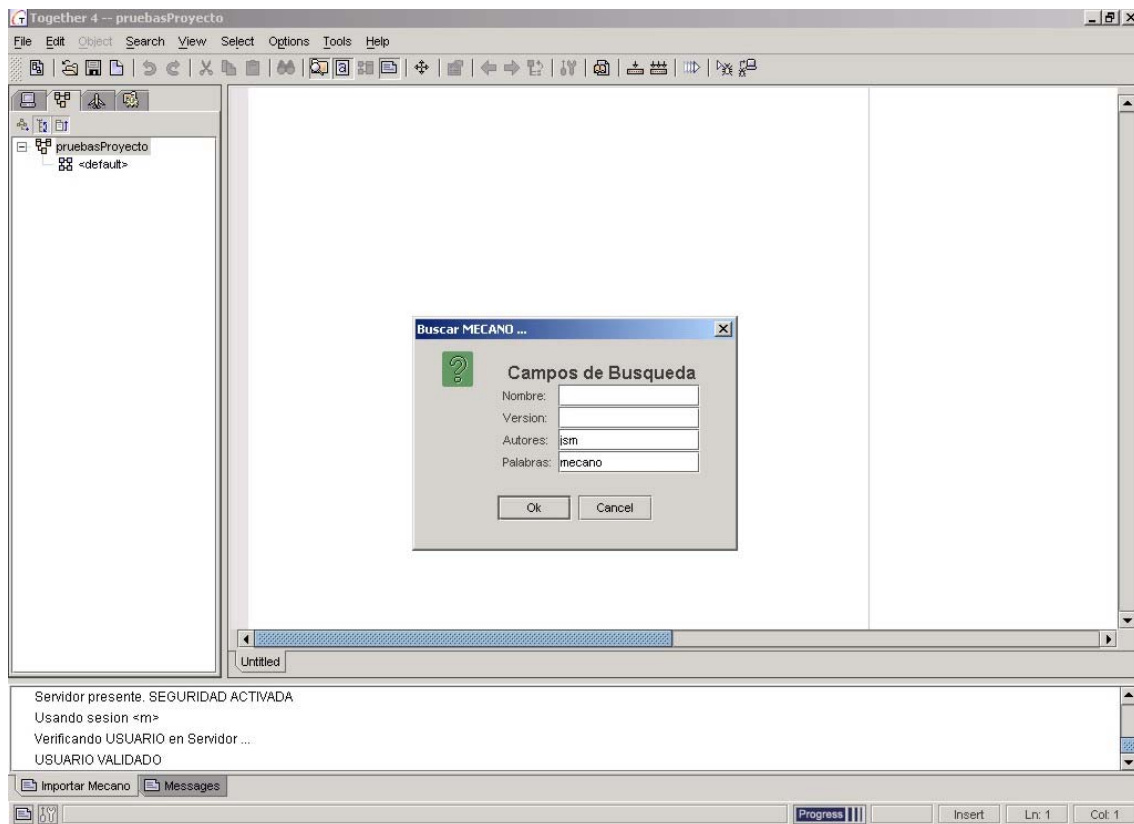 Together 4 -- pruebasProyecto
File Edit Object Search View Select Options Tools Help
pruebasProyecto
<default>
Buscar MECANO ...
Campos de Busqueda
Nombre:
Version:
Autores: jsm
Palabras: mecano
Ok Cancel
Untitled
Servidor presente. SEGURIDAD ACTIVADA
Usando sesion <m>
Verificando USUARIO en Servidor ...
USUARIO VALIDADO
Importar Mecano Messages
Progress Insert Ln: 1 Col: 1